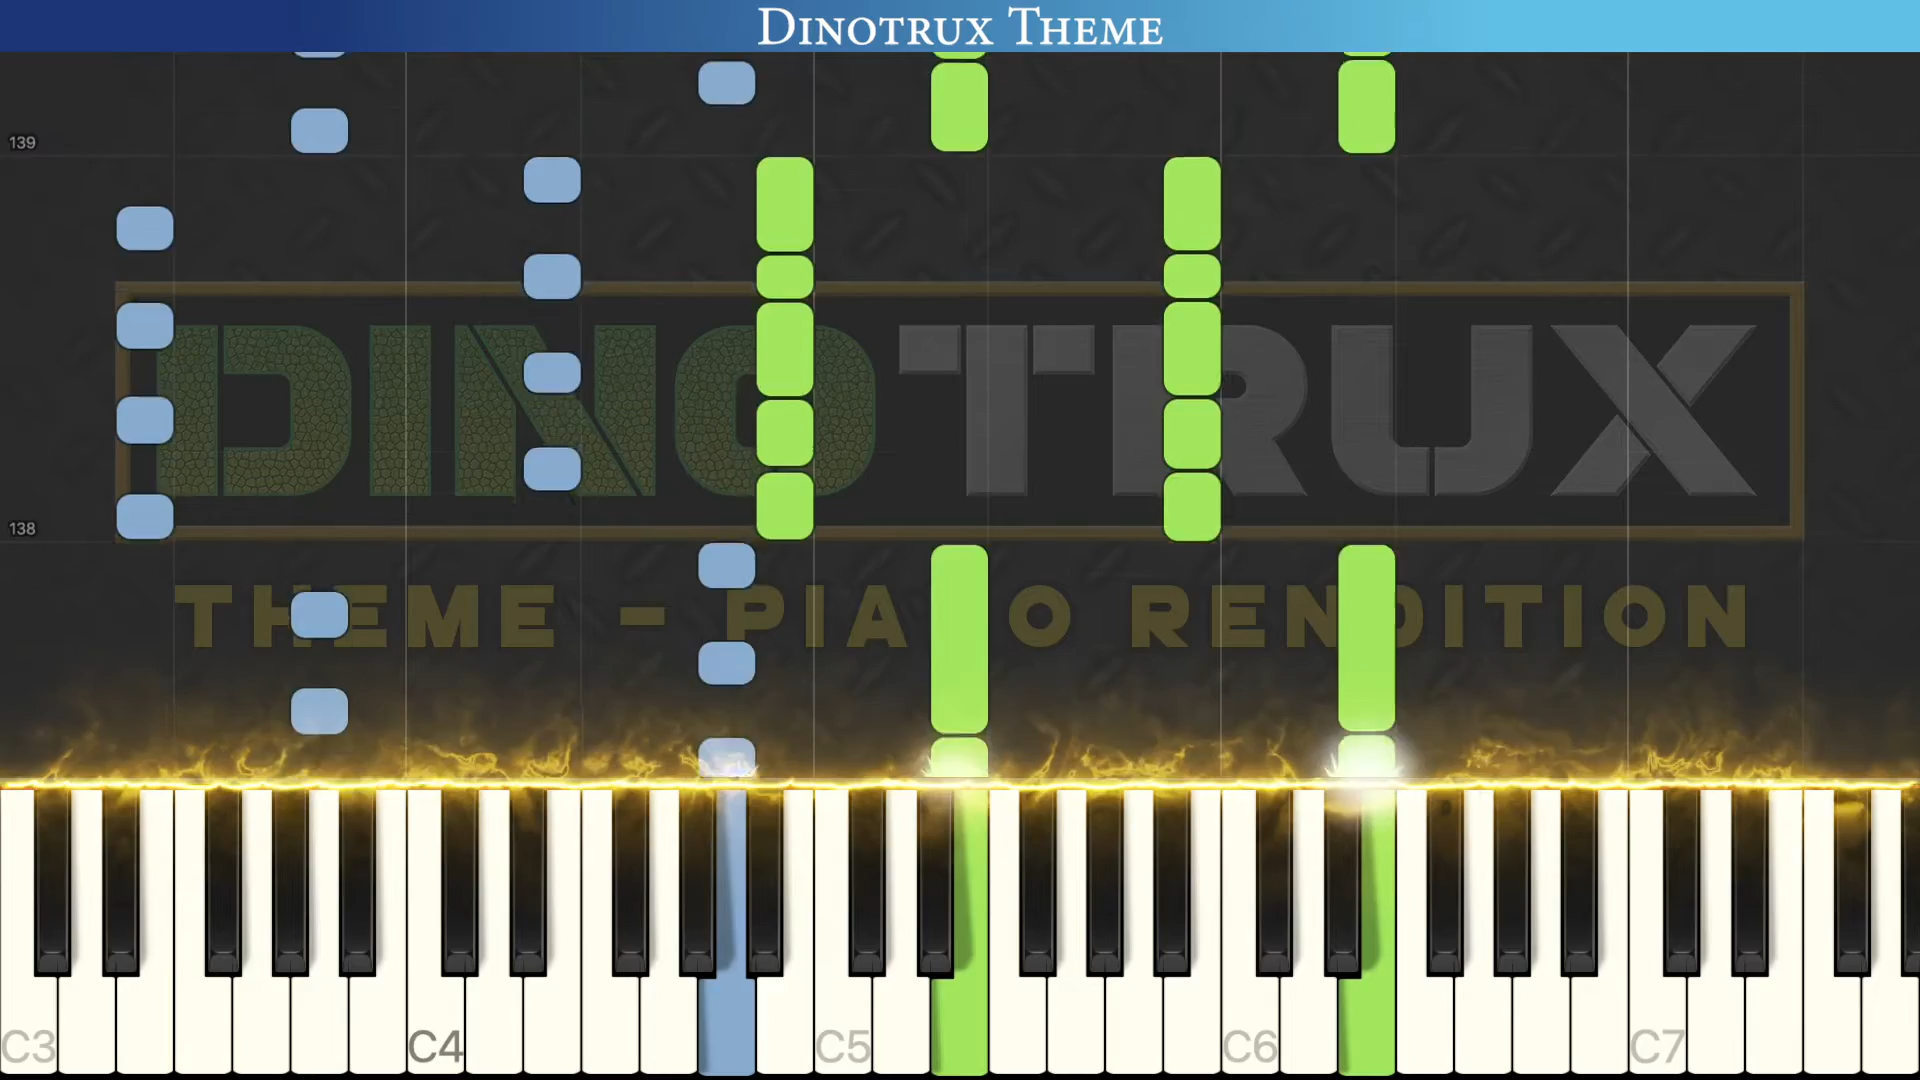 DINOTRUX THEME
139
DINOTRUX
138
THEME - PIANO RENDITION
C3 C4 C5 C6 C7